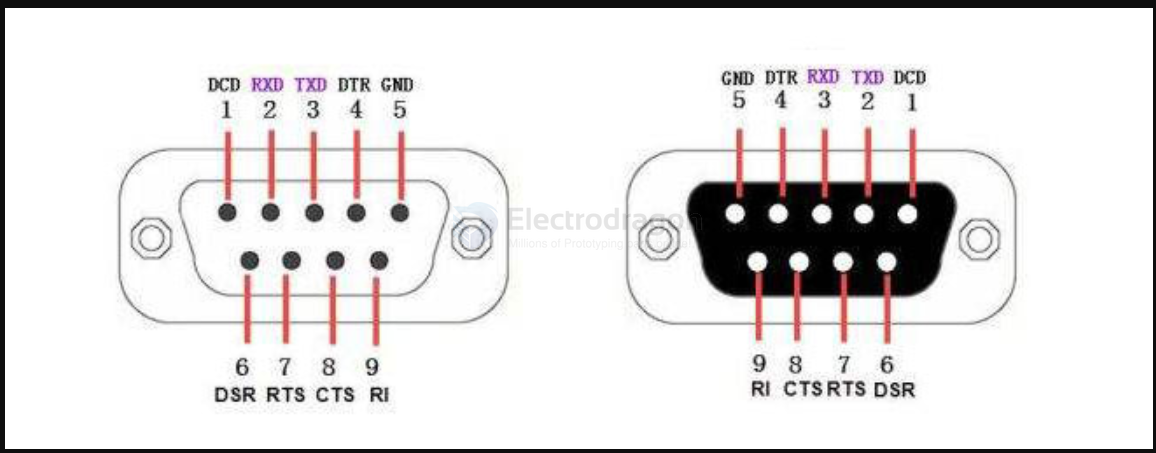 DCD RXD TXD DTR GND
1 2 3 4 5
6 7 8 9
DSR RTS CTS RI
GND DTR RXD TXD DCD
5 4 3 2 1
9 8 7 6
RI CTS RTS DSR
Electrodragon
Millions of Prototyping